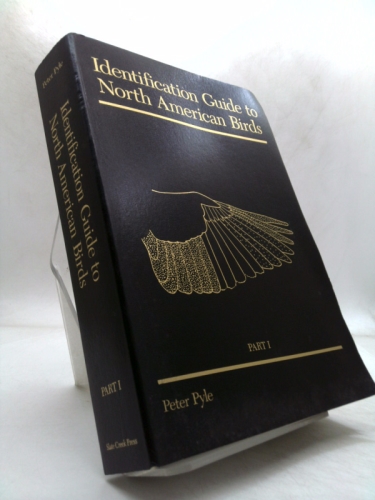 Identification Guide to
North American Birds
PART I
Peter Pyle
Peter Pyle
Identification Guide to
North American Birds
PART I
Slate Creek Press